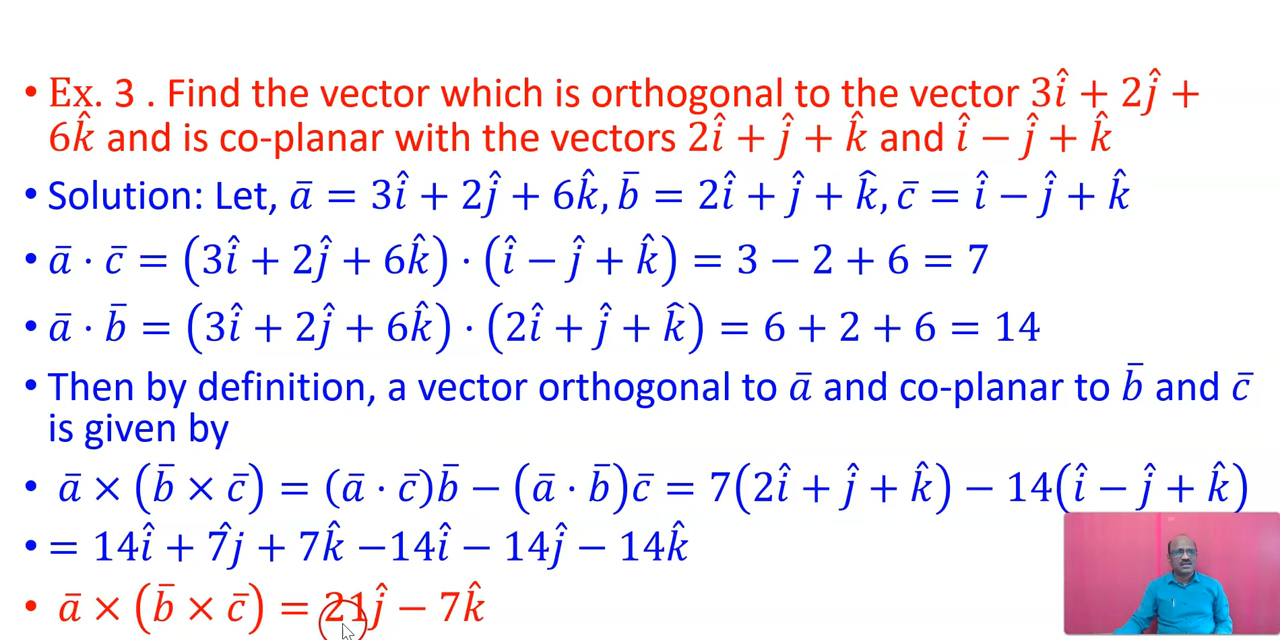 • Ex. 3 . Find the vector which is orthogonal to the vector 3î + 2ĵ +
6k̂ and is co-planar with the vectors 2î + ĵ + k̂ and î − ĵ + k̂
• Solution: Let, ā = 3î + 2ĵ + 6k̂, b̄ = 2î + ĵ + k̂, c̄ = î − ĵ + k̂
• ā · c̄ = (3î + 2ĵ + 6k̂) · (î − ĵ + k̂) = 3 − 2 + 6 = 7
• ā · b̄ = (3î + 2ĵ + 6k̂) · (2î + ĵ + k̂) = 6 + 2 + 6 = 14
• Then by definition, a vector orthogonal to ā and co-planar to b̄ and c̄
is given by
• ā × (b̄ × c̄) = (ā · c̄)b̄ − (ā · b̄)c̄ = 7(2î + ĵ + k̂) − 14(î − ĵ + k̂)
• = 14î + 7̂j + 7k̂ −14î − 14ĵ − 14k̂
• ā × (b̄ × c̄) = 21ĵ − 7k̂